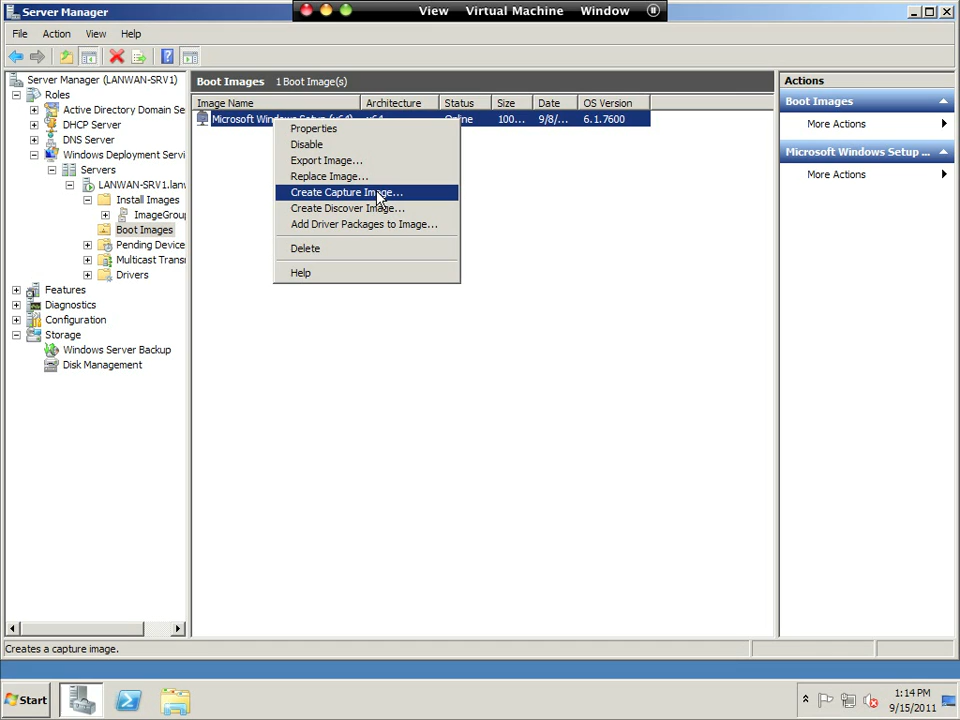 Server Manager
View Virtual Machine Window
File Action View Help
Server Manager (LANWAN-SRV1)
Roles
Active Directory Domain Se
DHCP Server
DNS Server
Windows Deployment Servi
Servers
LANWAN-SRV1.lan
Install Images
ImageGrou
Boot Images
Pending Device
Multicast Trans
Drivers
Features
Diagnostics
Configuration
Storage
Windows Server Backup
Disk Management
Boot Images 1 Boot Image(s)
Image Name Architecture Status Size Date OS Version
Microsoft Windows Setup (x64) x64 Online 100... 9/8/... 6.1.7600
Properties
Disable
Export Image...
Replace Image...
Create Capture Image...
Create Discover Image...
Add Driver Packages to Image...
Delete
Help
Actions
Boot Images
More Actions
Microsoft Windows Setup ...
More Actions
Creates a capture image.
Start
1:14 PM
9/15/2011